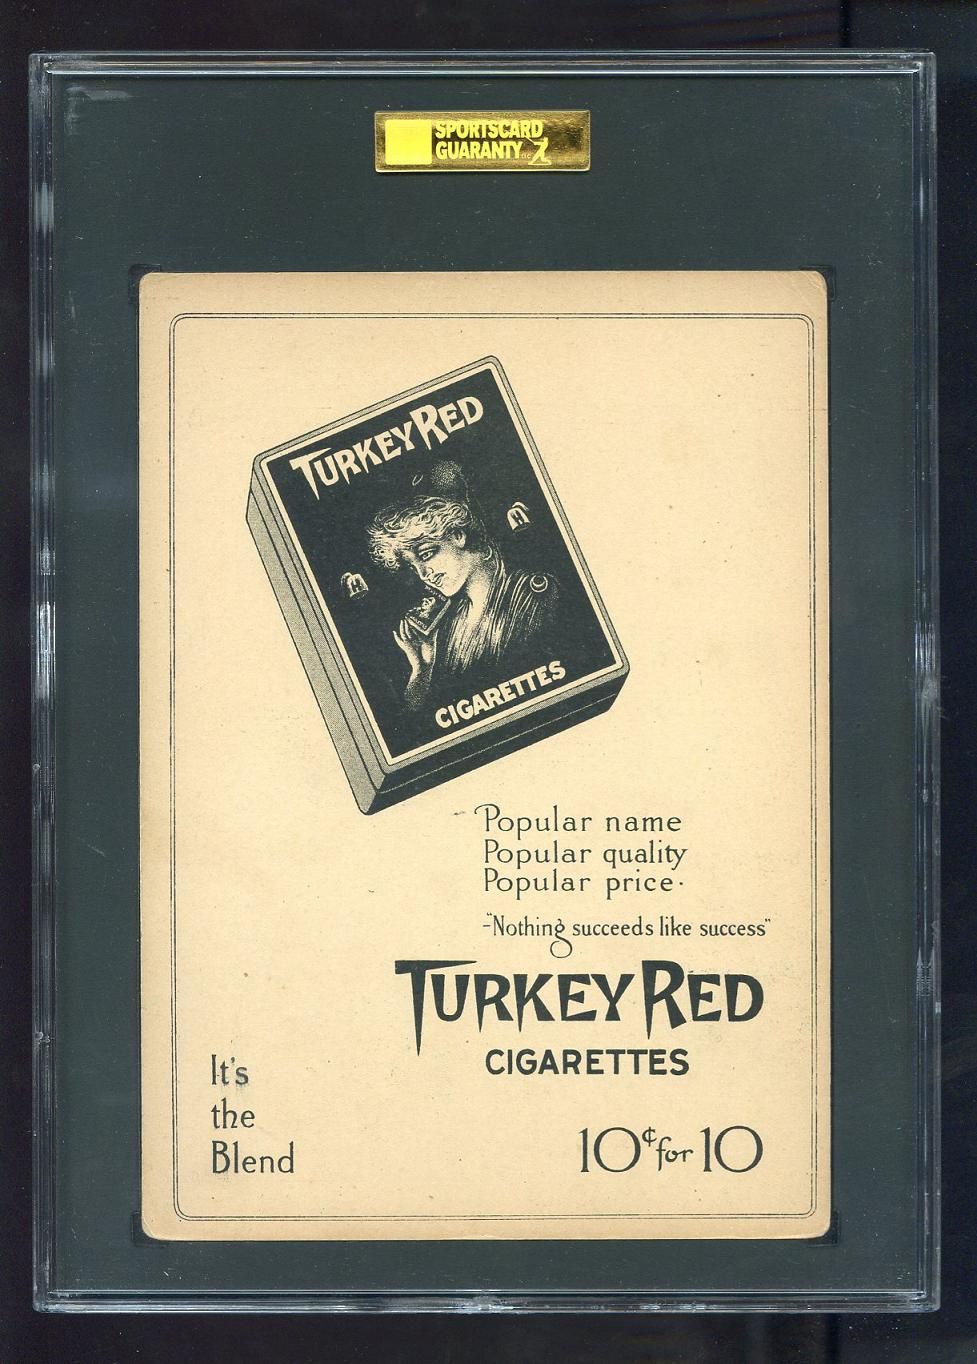 SPORTSCARD
GUARANTY
TURKEY RED
CIGARETTES
Popular name
Popular quality
Popular price.
-"Nothing succeeds like success"
TURKEY RED
CIGARETTES
It's
the
Blend
10¢ for 10